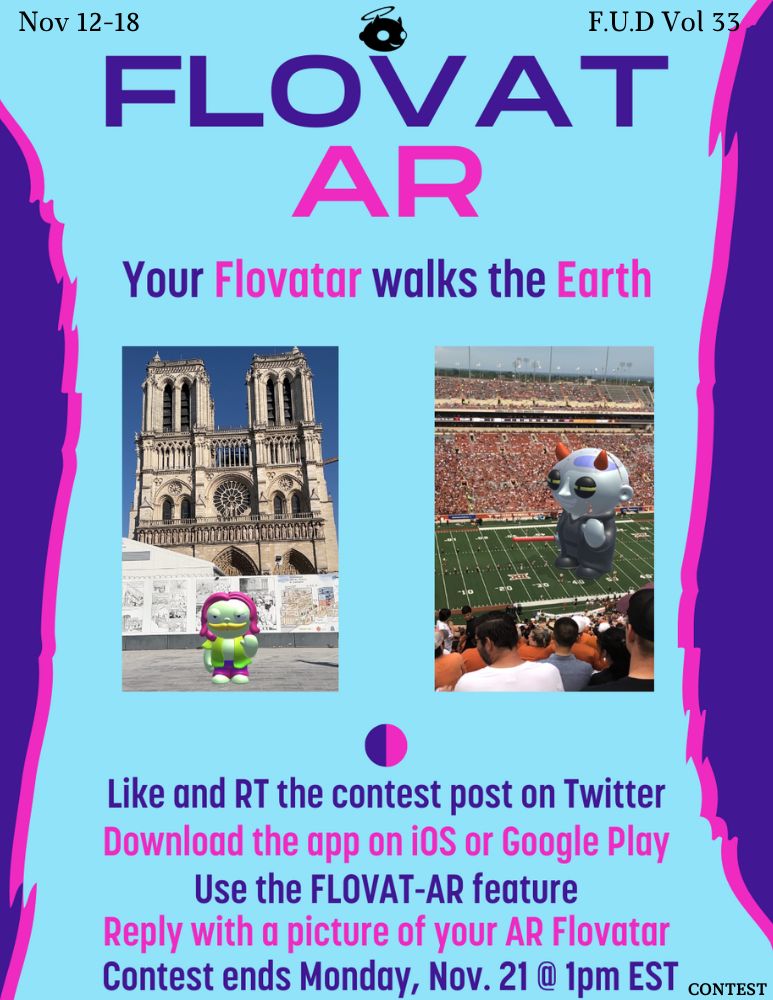 Nov 12-18
F.U.D Vol 33
FLOVAT
AR
Your Flovatar walks the Earth
Like and RT the contest post on Twitter
Download the app on iOS or Google Play
Use the FLOVAT-AR feature
Reply with a picture of your AR Flovatar
Contest ends Monday, Nov. 21 @ 1pm EST
CONTEST